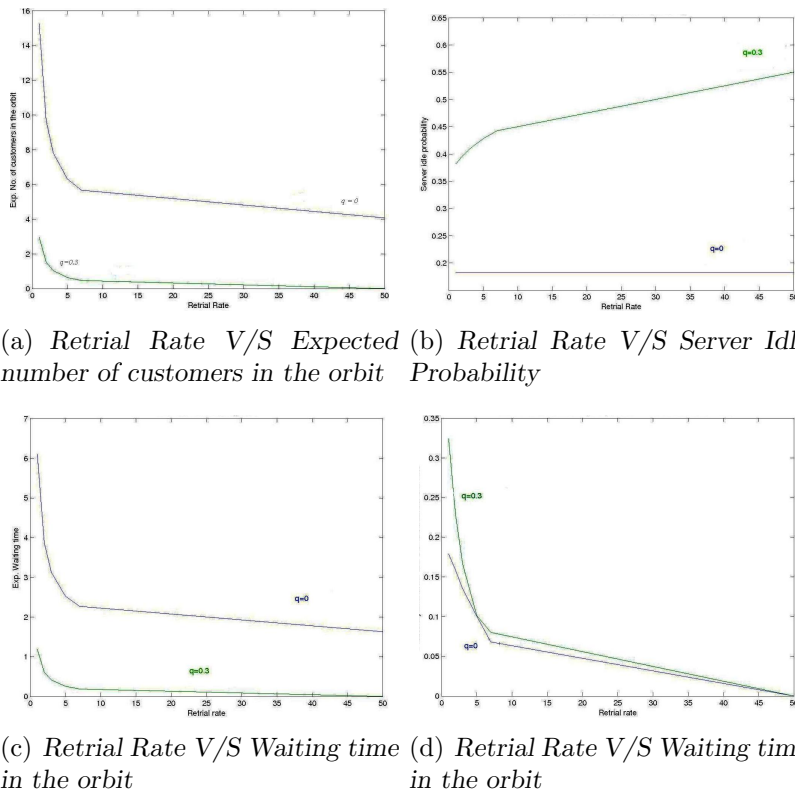 16
14
12
10
8
6
4
2
0
Exp. No. of customers in the orbit
q = 0
q=0.3
0 5 10 15 20 25 30 35 40 45 50
Retrial Rate
0.65
0.6
0.55
0.5
0.45
0.4
0.35
0.3
0.25
0.2
Server idle probability
q=0.3
q=0
0 5 10 15 20 25 30 35 40 45 50
Retrial Rate
(a) Retrial Rate V/S Expected
number of customers in the orbit
(b) Retrial Rate V/S Server Idl
Probability
7
6
5
4
3
2
1
0
Exp. Waiting time
q=0
q=0.3
0 5 10 15 20 25 30 35 40 45 50
Retrial rate
0.35
0.3
0.25
0.2
0.15
0.1
0.05
0
q=0.3
q=0
0 5 10 15 20 25 30 35 40 45 50
Retrial rate
(c) Retrial Rate V/S Waiting time
in the orbit
(d) Retrial Rate V/S Waiting tim
in the orbit